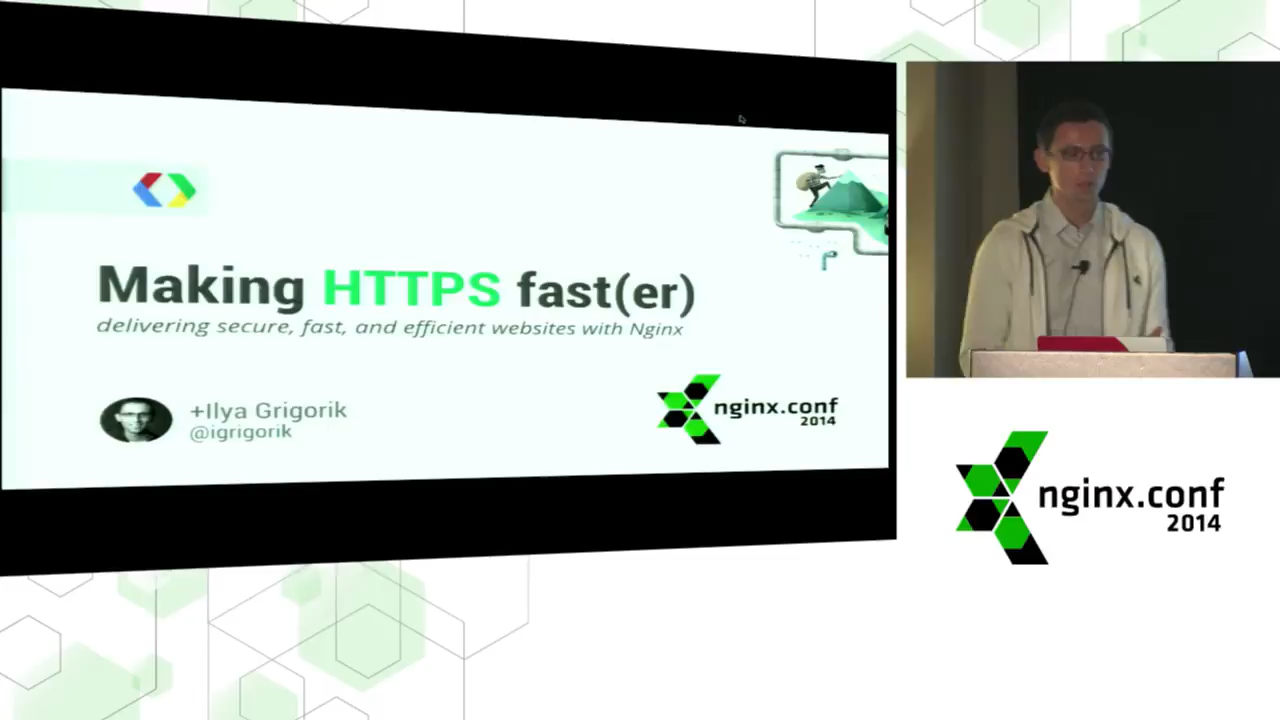 Making HTTPS fast(er)
delivering secure, fast, and efficient websites with Nginx
+Ilya Grigorik
@igrigorik
nginx.conf
2014
nginx.conf
2014